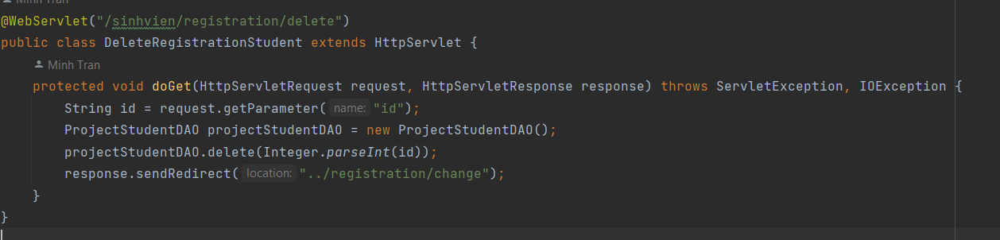 Minh Tran
@WebServlet("/sinhvien/registration/delete")
public class DeleteRegistrationStudent extends HttpServlet {
Minh Tran
protected void doGet(HttpServletRequest request, HttpServletResponse response) throws ServletException, IOException {
String id = request.getParameter( name: "id");
ProjectStudentDAO projectStudentDAO = new ProjectStudentDAO();
projectStudentDAO.delete(Integer.parseInt(id));
response.sendRedirect( location: "../registration/change");
}
}